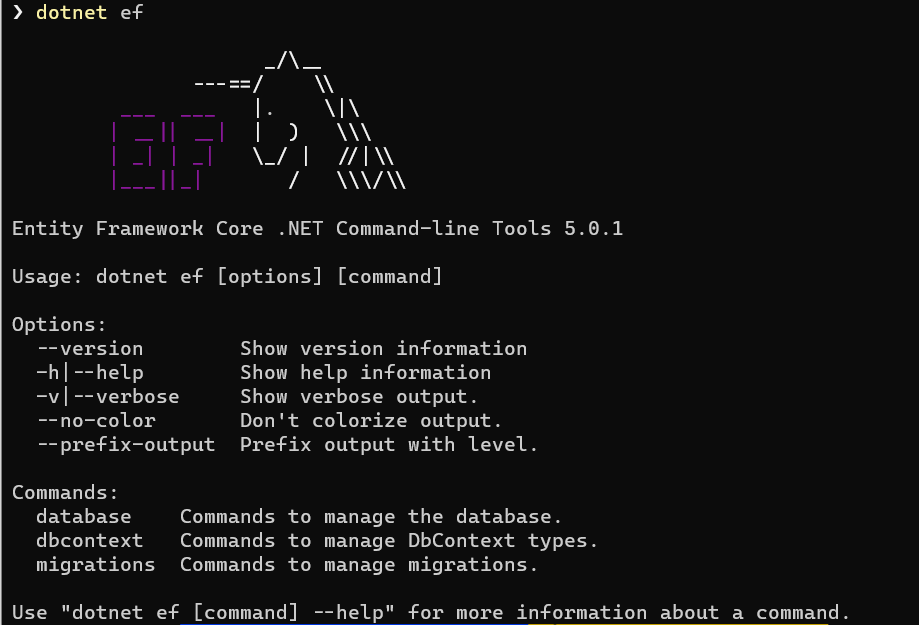 ❯ dotnet ef
                     _/\__
               ---==/    \\
         ___  ___   |.    \|\
        | __|| __|  |  )   \\\
        | _| | _|   \_/ |  //|\\
        |___||_|       /   \\\/\\
Entity Framework Core .NET Command-line Tools 5.0.1
Usage: dotnet ef [options] [command]
Options:
  --version        Show version information
  -h|--help        Show help information
  -v|--verbose     Show verbose output.
  --no-color       Don't colorize output.
  --prefix-output  Prefix output with level.
Commands:
  database    Commands to manage the database.
  dbcontext   Commands to manage DbContext types.
  migrations  Commands to manage migrations.
Use "dotnet ef [command] --help" for more information about a command.